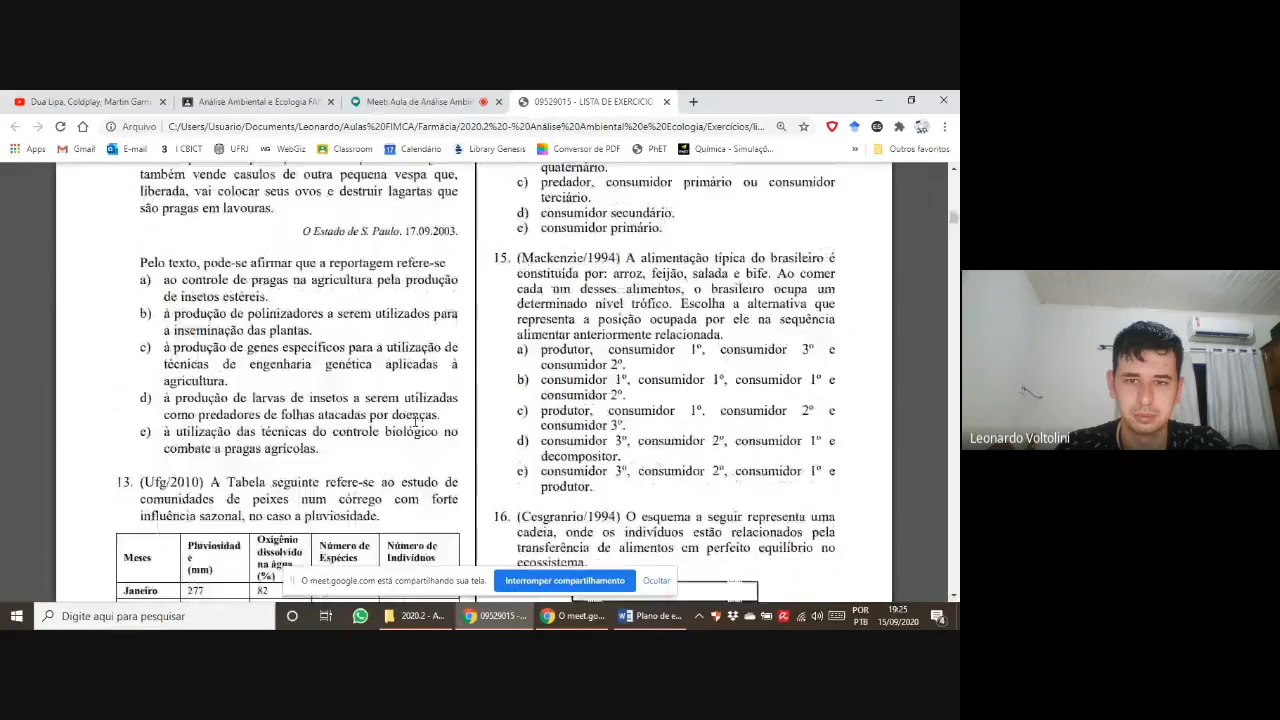 Dua Lipa, Coldplay, Martin Garri
Análise Ambiental e Ecologia FAR
Meet: Aula de Análise Ambie
09529015 - LISTA DE EXERCICIO
Arquivo
C:/Users/Usuario/Documents/Leonardo/Aulas%20FIMCA/Farmácia/2020.2%20-%20Análise%20Ambiental%20e%20Ecologia/Exercícios/li...
Apps
Gmail
E-mail
I CBICT
UFRJ
WebGiz
Classroom
Calendário
Library Genesis
Conversor de PDF
PhET
Química - Simulaçõ...
»
Outros favoritos
também vende casulos de outra pequena vespa que,
liberada, vai colocar seus ovos e destruir lagartas que
são pragas em lavouras.
O Estado de S. Paulo. 17.09.2003.
Pelo texto, pode-se afirmar que a reportagem refere-se
a) ao controle de pragas na agricultura pela produção
de insetos estéreis.
b) à produção de polinizadores a serem utilizados para
a inseminação das plantas.
c) à produção de genes específicos para a utilização de
técnicas de engenharia genética aplicadas à
agricultura.
d) à produção de larvas de insetos a serem utilizadas
como predadores de folhas atacadas por doenças.
e) à utilização das técnicas do controle biológico no
combate a pragas agrícolas.
13. (Ufg/2010) A Tabela seguinte refere-se ao estudo de
comunidades de peixes num córrego com forte
influência sazonal, no caso a pluviosidade.
Meses
Pluviosidad
e
(mm)
Oxigênio
dissolvido
na água
(%)
Número de
Espécies
Número de
Indivíduos
Janeiro
277
82
quaternário.
c) predador, consumidor primário ou consumidor
terciário.
d) consumidor secundário.
e) consumidor primário.
15. (Mackenzie/1994) A alimentação típica do brasileiro é
constituída por: arroz, feijão, salada e bife. Ao comer
cada um desses alimentos, o brasileiro ocupa um
determinado nível trófico. Escolha a alternativa que
representa a posição ocupada por ele na sequência
alimentar anteriormente relacionada.
a) produtor, consumidor 1º, consumidor 3º e
consumidor 2º.
b) consumidor 1º, consumidor 1º, consumidor 1º e
consumidor 2º.
c) produtor, consumidor 1º, consumidor 2º e
consumidor 3º.
d) consumidor 3º, consumidor 2º, consumidor 1º e
decompositor.
e) consumidor 3º, consumidor 2º, consumidor 1º e
produtor.
16. (Cesgranrio/1994) O esquema a seguir representa uma
cadeia, onde os indivíduos estão relacionados pela
transferência de alimentos em perfeito equilíbrio no
ecossistema.
O meet.google.com está compartilhando sua tela.
Interromper compartilhamento
Ocultar
Digite aqui para pesquisar
2020.2 - A...
09529015 -...
O meet.go...
Plano de e...
POR
PTB
19:25
15/09/2020
4
Leonardo Voltolini